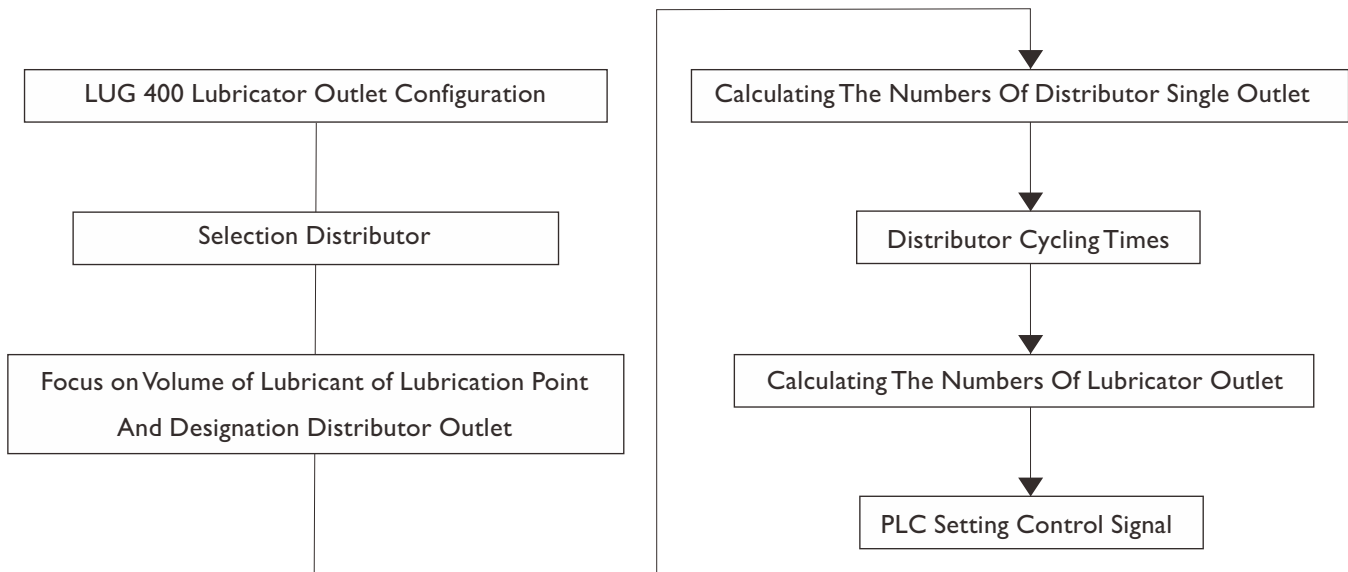 LUG 400 Lubricator Outlet Configuration
Selection Distributor
Focus on Volume of Lubricant of Lubrication Point
And Designation Distributor Outlet
Calculating The Numbers Of Distributor Single Outlet
Distributor Cycling Times
Calculating The Numbers Of Lubricator Outlet
PLC Setting Control Signal